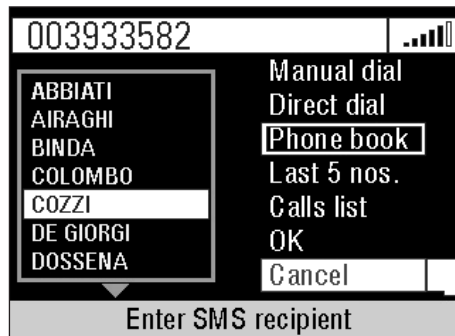 003933582
ABBIATI
AIRAGHI
BINDA
COLOMBO
COZZI
DE GIORGI
DOSSENA
Manual dial
Direct dial
Phone book
Last 5 nos.
Calls list
OK
Cancel
Enter SMS recipient